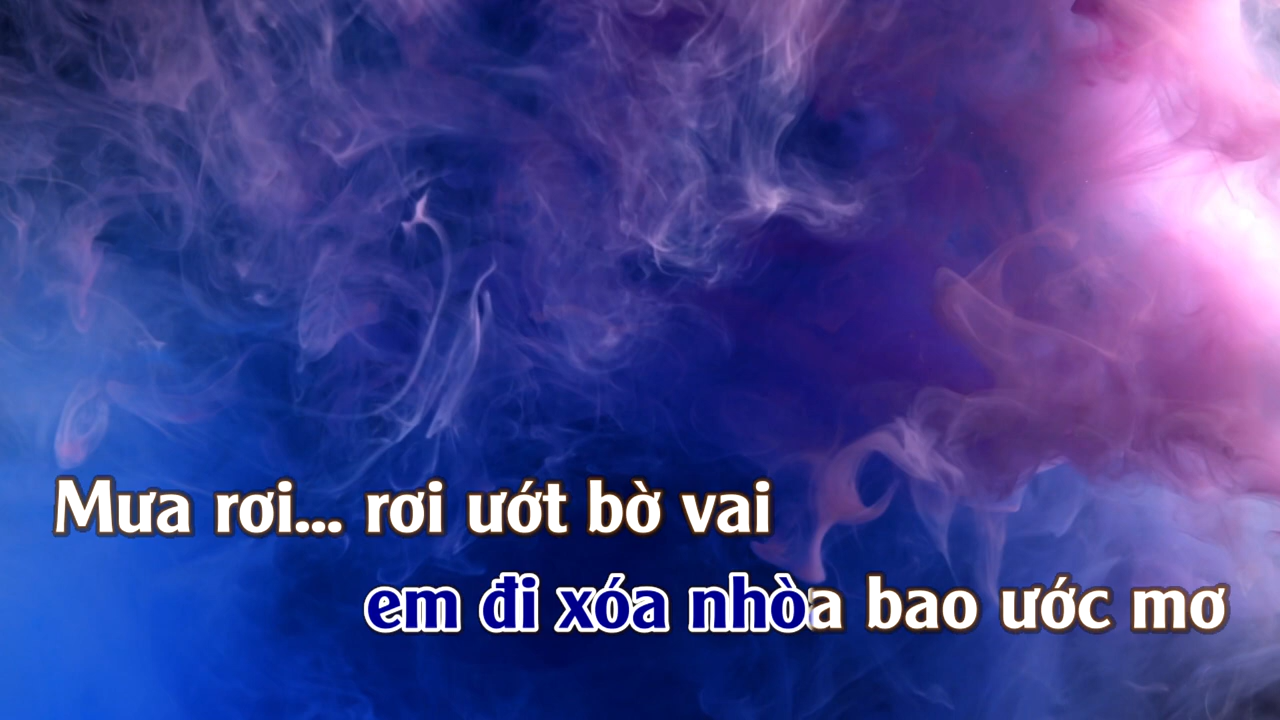 Mưa rơi... rơi ướt bờ vai
em đi xóa nhòa bao ước mơ